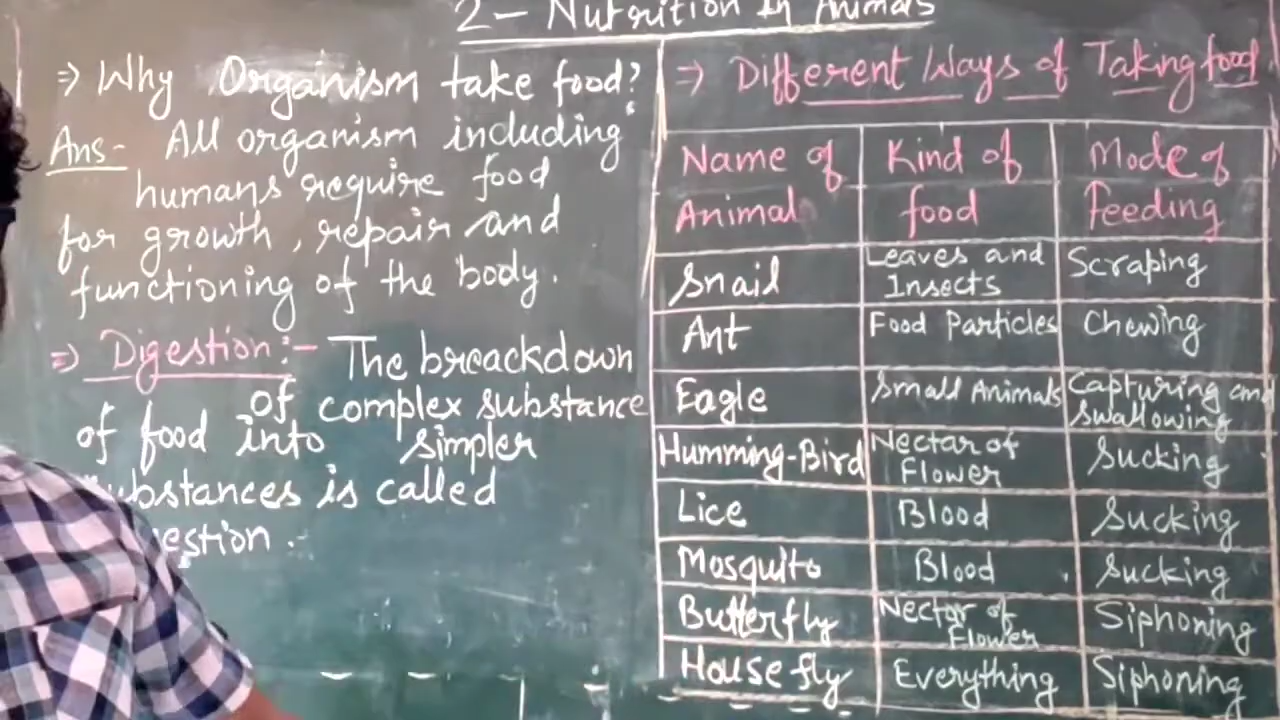 2 - Nutrition In Animals
⇒ Why Organism take food?
Ans- All organism including
humans require food
for growth, repair and
functioning of the body.
⇒ Digestion:- The breackdown
of complex substance
of food into simpler
substances is called
estion.
⇒ Different Ways of Taking food
Name of Animal Kind of food Mode of feeding
Snail Leaves and Insects Scraping
Ant Food Particles Chewing
Eagle Small Animals Capturing and swallowing
Humming-Bird Nectar of Flower Sucking
Lice Blood Sucking
Mosquito Blood Sucking
Butterfly Nectar of Flower Siphoning
House fly Everything Siphoning